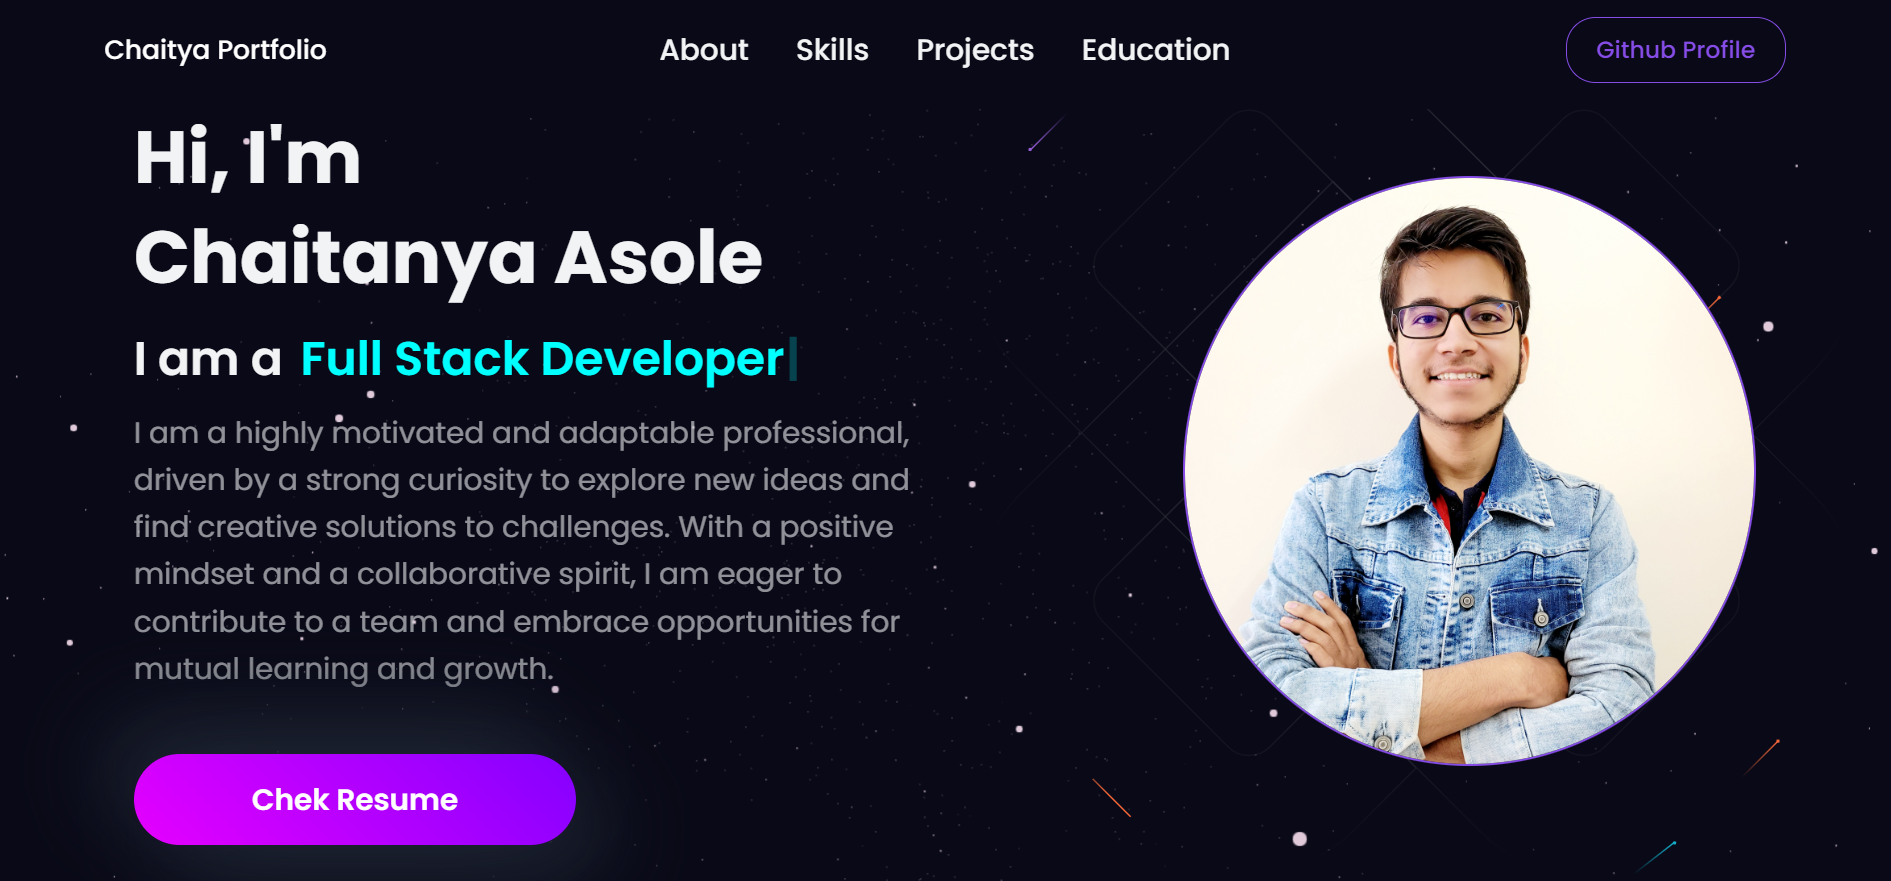 Chaitya Portfolio
About
Skills
Projects
Education
Github Profile
Hi, I'm
Chaitanya Asole
I am a Full Stack Developer
I am a highly motivated and adaptable professional,
driven by a strong curiosity to explore new ideas and
find creative solutions to challenges. With a positive
mindset and a collaborative spirit, I am eager to
contribute to a team and embrace opportunities for
mutual learning and growth.
Chek Resume